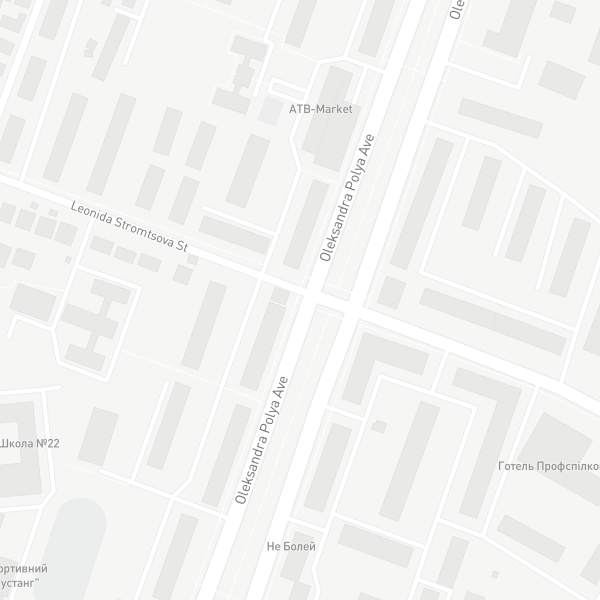 Ole
ATB-Market
Oleksandra Polya Ave
Leonida Stromtsova St
Oleksandra Polya Ave
Школа №22
Готель Профспілко
Не Болей
ортивний
устанг"